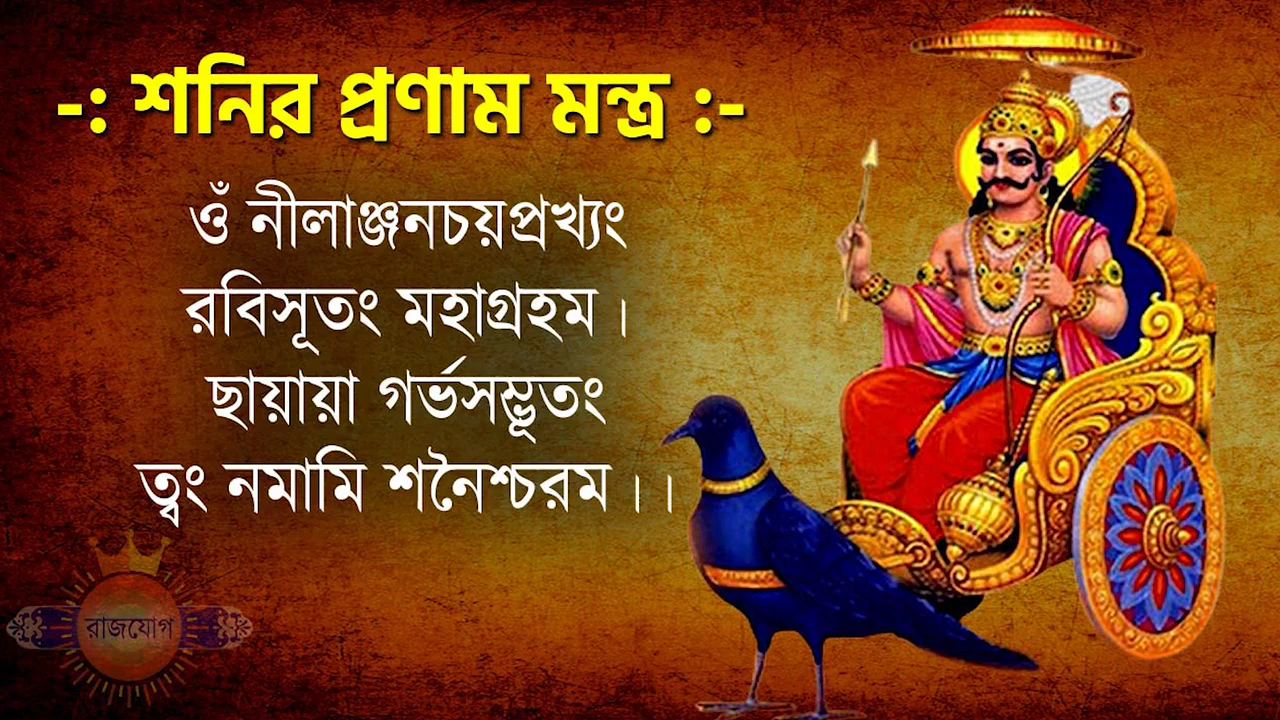 -: শনির প্রণাম মন্ত্র :-
ওঁ নীলাঞ্জনচয়প্রখ্যং
রবিসূতং মহাগ্রহম।
ছায়ায়া গর্ভসম্ভূতং
ত্বং নমামি শনৈশ্চরম।।
রাজযোগ